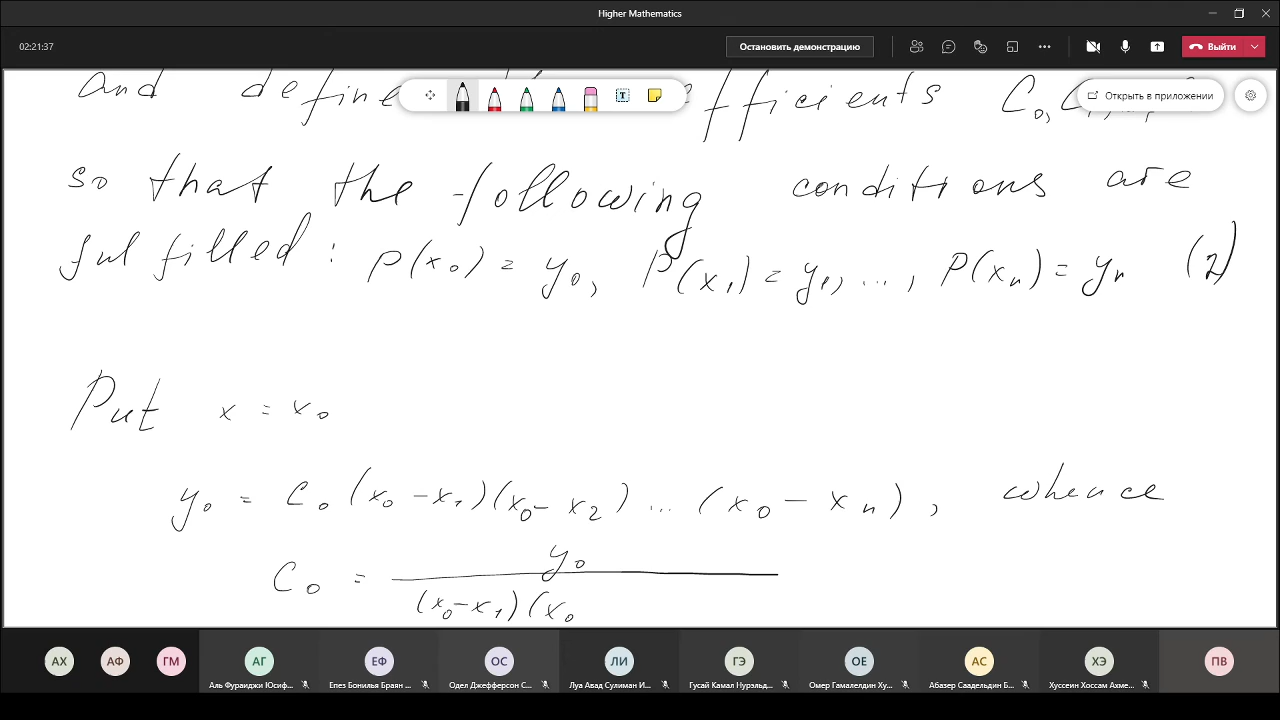 Higher Mathematics
02:21:37
Остановить демонстрацию
Выйти
Открыть в приложении
and define efficients C₀, C
so that the following conditions are
fulfilled : P(x₀) = y₀, P(x₁) = y₁, ..., P(xₙ) = yₙ (2)
Put x = x₀
y₀ = C₀ (x₀ - x₁)(x₀ - x₂) ... (x₀ - xₙ), whence
C₀ = y₀
(x₀-x₁)(x₀
АХ АФ ГМ АГ ЕФ ОС ЛИ ГЭ ОЕ АС ХЭ ПВ
Аль Фураиджи Юсиф... Епез Бонилья Браян ... Одел Джефферсон С... Луа Авад Сулиман И... Гусай Камал Нурэльд... Омер Гамалелдин Ху... Абазер Саадельдин Б... Хуссеин Хоссам Ахме...